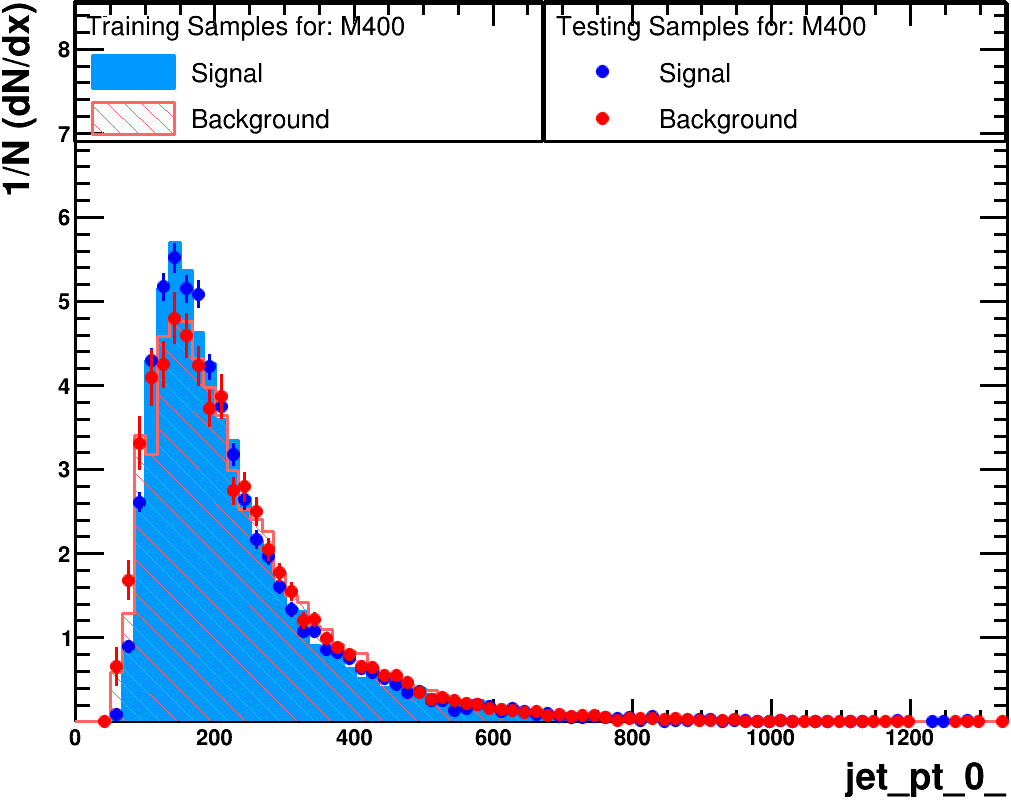 Training Samples for: M400
Signal
Background
Testing Samples for: M400
Signal
Background
1/N (dN/dx)
8
7
6
5
4
3
2
1
0 200 400 600 800 1000 1200
jet_pt_0_